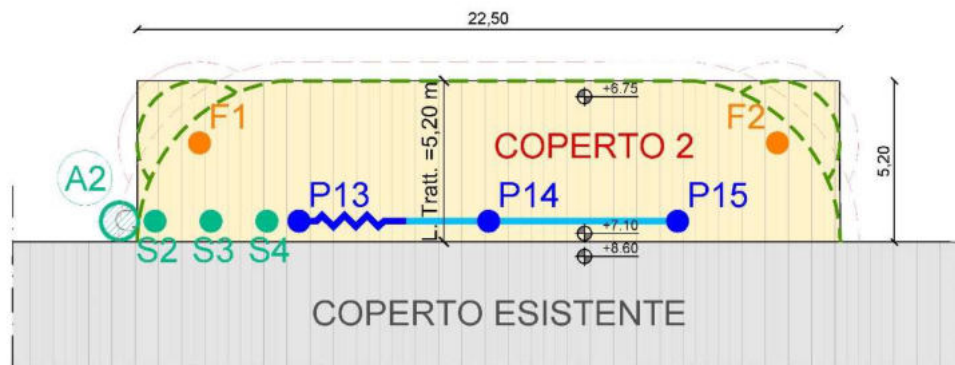 22,50
+6.75
F1
F2
L. Tratt. =5,20 m
COPERTO 2
5,20
A2
P13
P14
P15
S2
S3
S4
+7.10
+8.60
COPERTO ESISTENTE